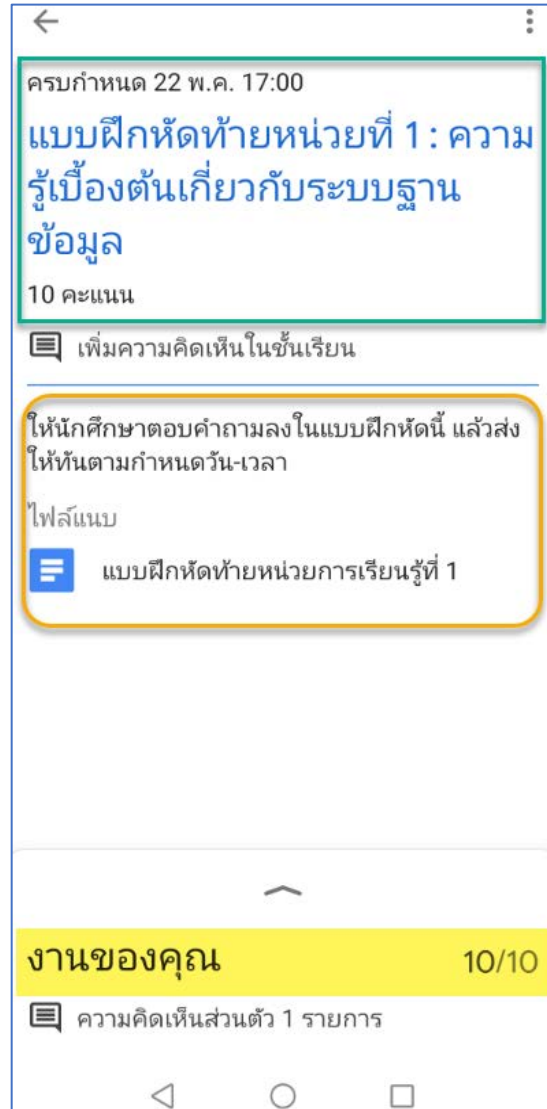 ครบกำหนด 22 พ.ค. 17:00
แบบฝึกหัดท้ายหน่วยที่ 1 : ความ
รู้เบื้องต้นเกี่ยวกับระบบฐาน
ข้อมูล
10 คะแนน
เพิ่มความคิดเห็นในชั้นเรียน
ให้นักศึกษาตอบคำถามลงในแบบฝึกหัดนี้ แล้วส่ง
ให้ทันตามกำหนดวัน-เวลา
ไฟล์แนบ
แบบฝึกหัดท้ายหน่วยการเรียนรู้ที่ 1
งานของคุณ 10/10
ความคิดเห็นส่วนตัว 1 รายการ